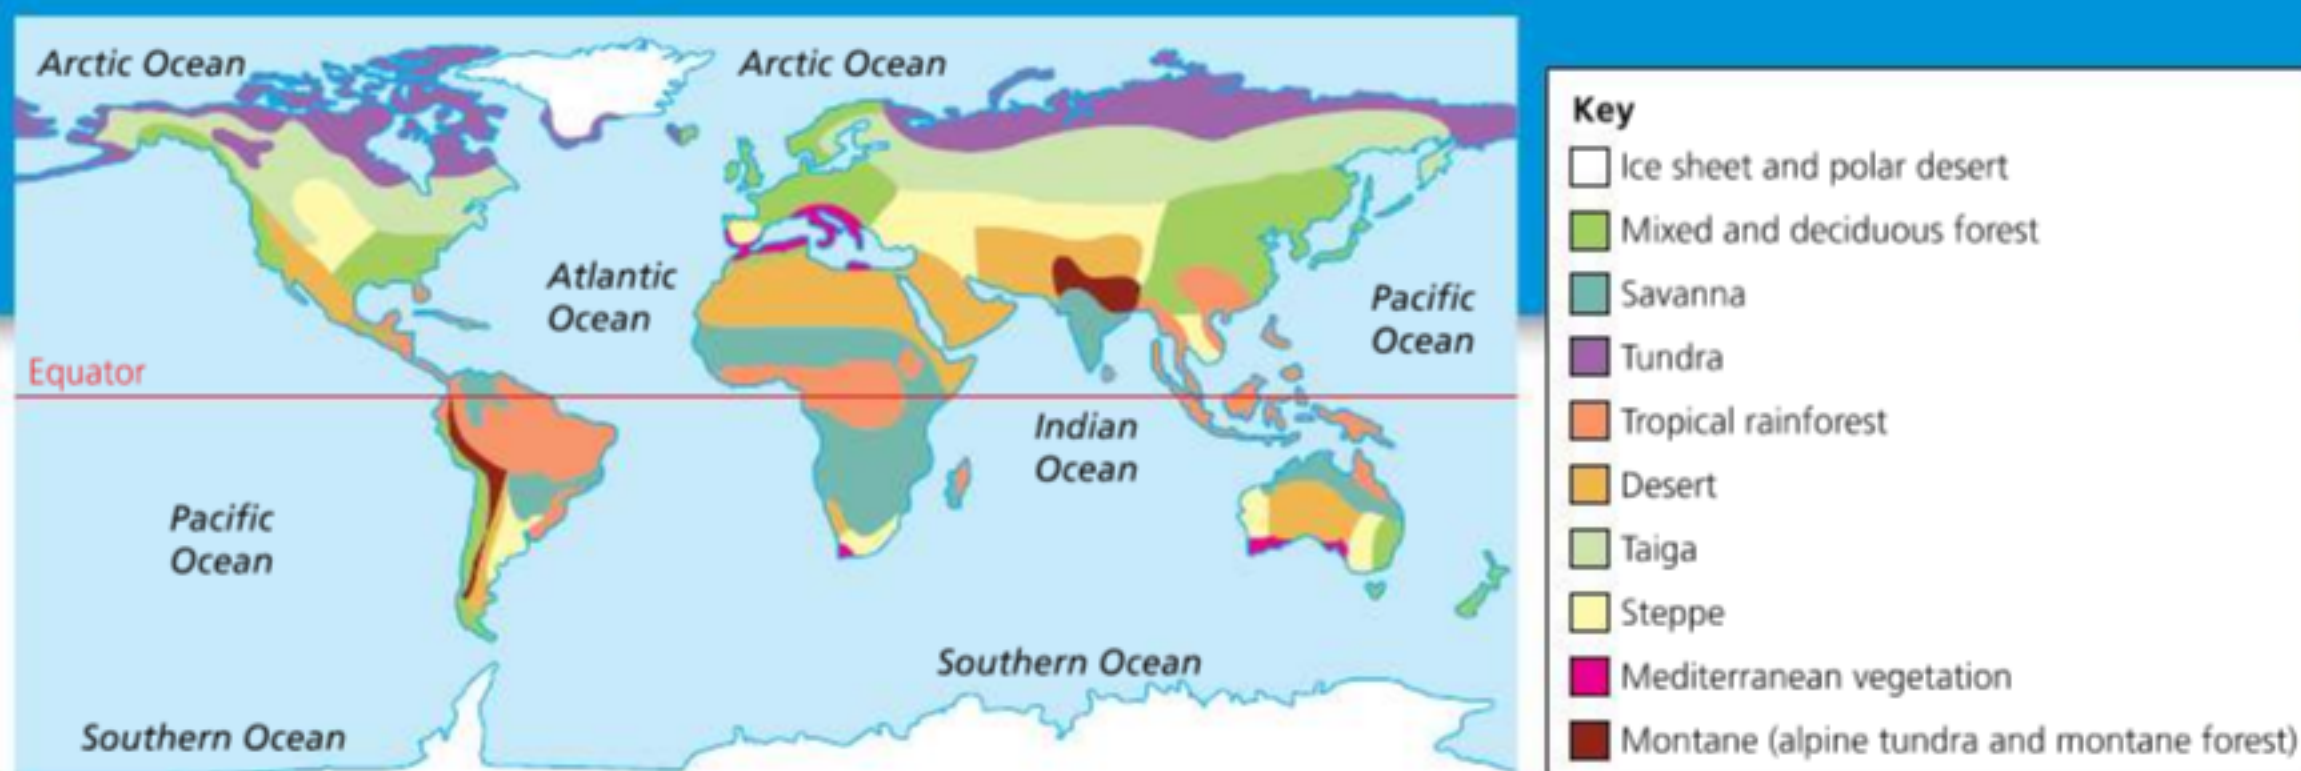 Arctic Ocean
Arctic Ocean
Atlantic
Ocean
Pacific
Ocean
Equator
Indian
Ocean
Pacific
Ocean
Southern Ocean
Southern Ocean
Key
Ice sheet and polar desert
Mixed and deciduous forest
Savanna
Tundra
Tropical rainforest
Desert
Taiga
Steppe
Mediterranean vegetation
Montane (alpine tundra and montane forest)